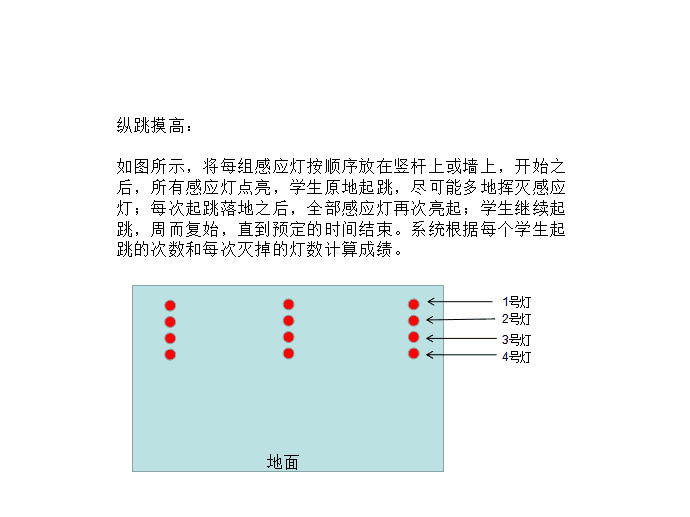 纵跳摸高：
如图所示，将每组感应灯按顺序放在竖杆上或墙上，开始之
后，所有感应灯点亮，学生原地起跳，尽可能多地挥灭感应
灯；每次起跳落地之后，全部感应灯再次亮起；学生继续起
跳，周而复始，直到预定的时间结束。系统根据每个学生起
跳的次数和每次灭掉的灯数计算成绩。
1号灯
2号灯
3号灯
4号灯
地面